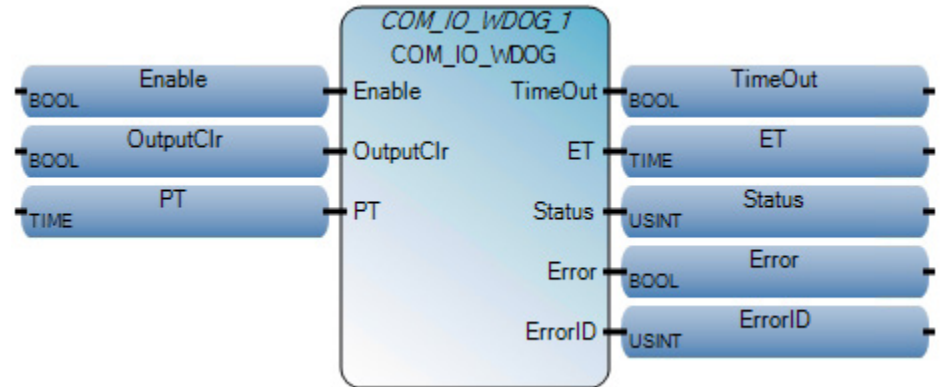 COM_IO_WDOG_1
COM_IO_WDOG
Enable
BOOL
Enable
TimeOut
TimeOut
BOOL
OutputClr
BOOL
OutputClr
ET
ET
TIME
PT
TIME
PT
Status
Status
USINT
Error
Error
BOOL
ErrorID
ErrorID
USINT